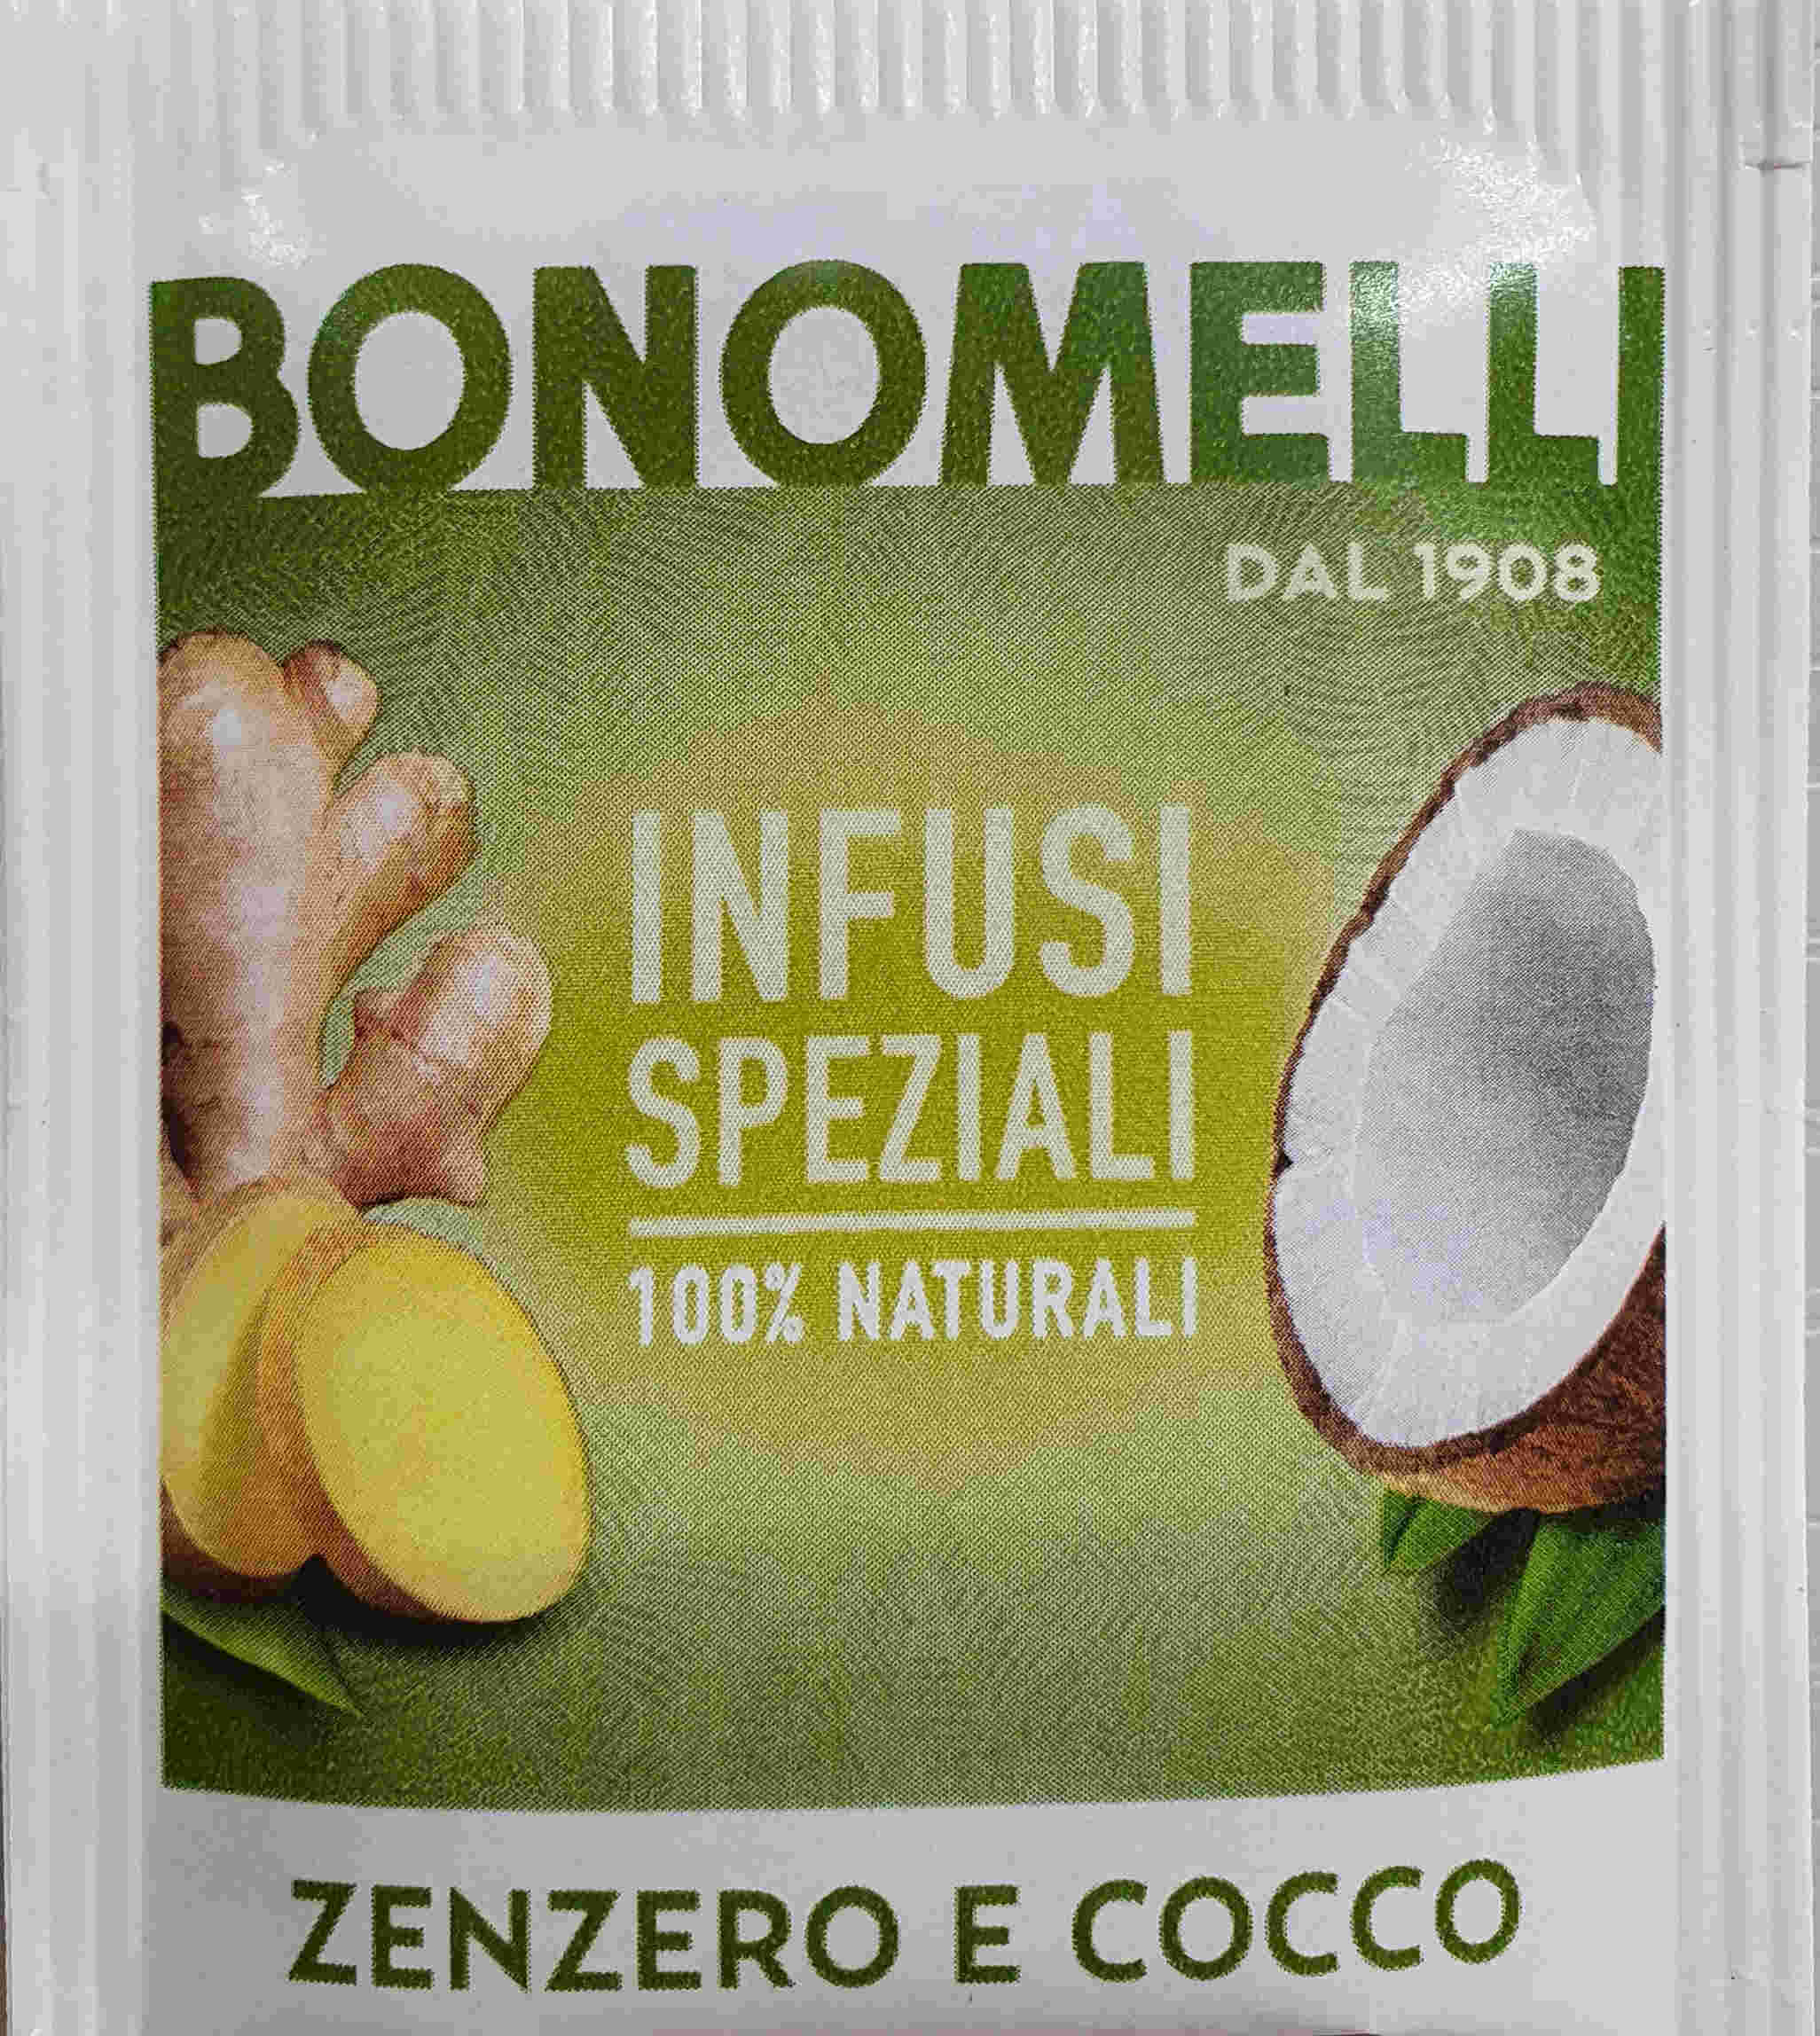 BONOMELLI
DAL 1908
INFUSI
SPEZIALI
100% NATURALI
ZENZERO E COCCO